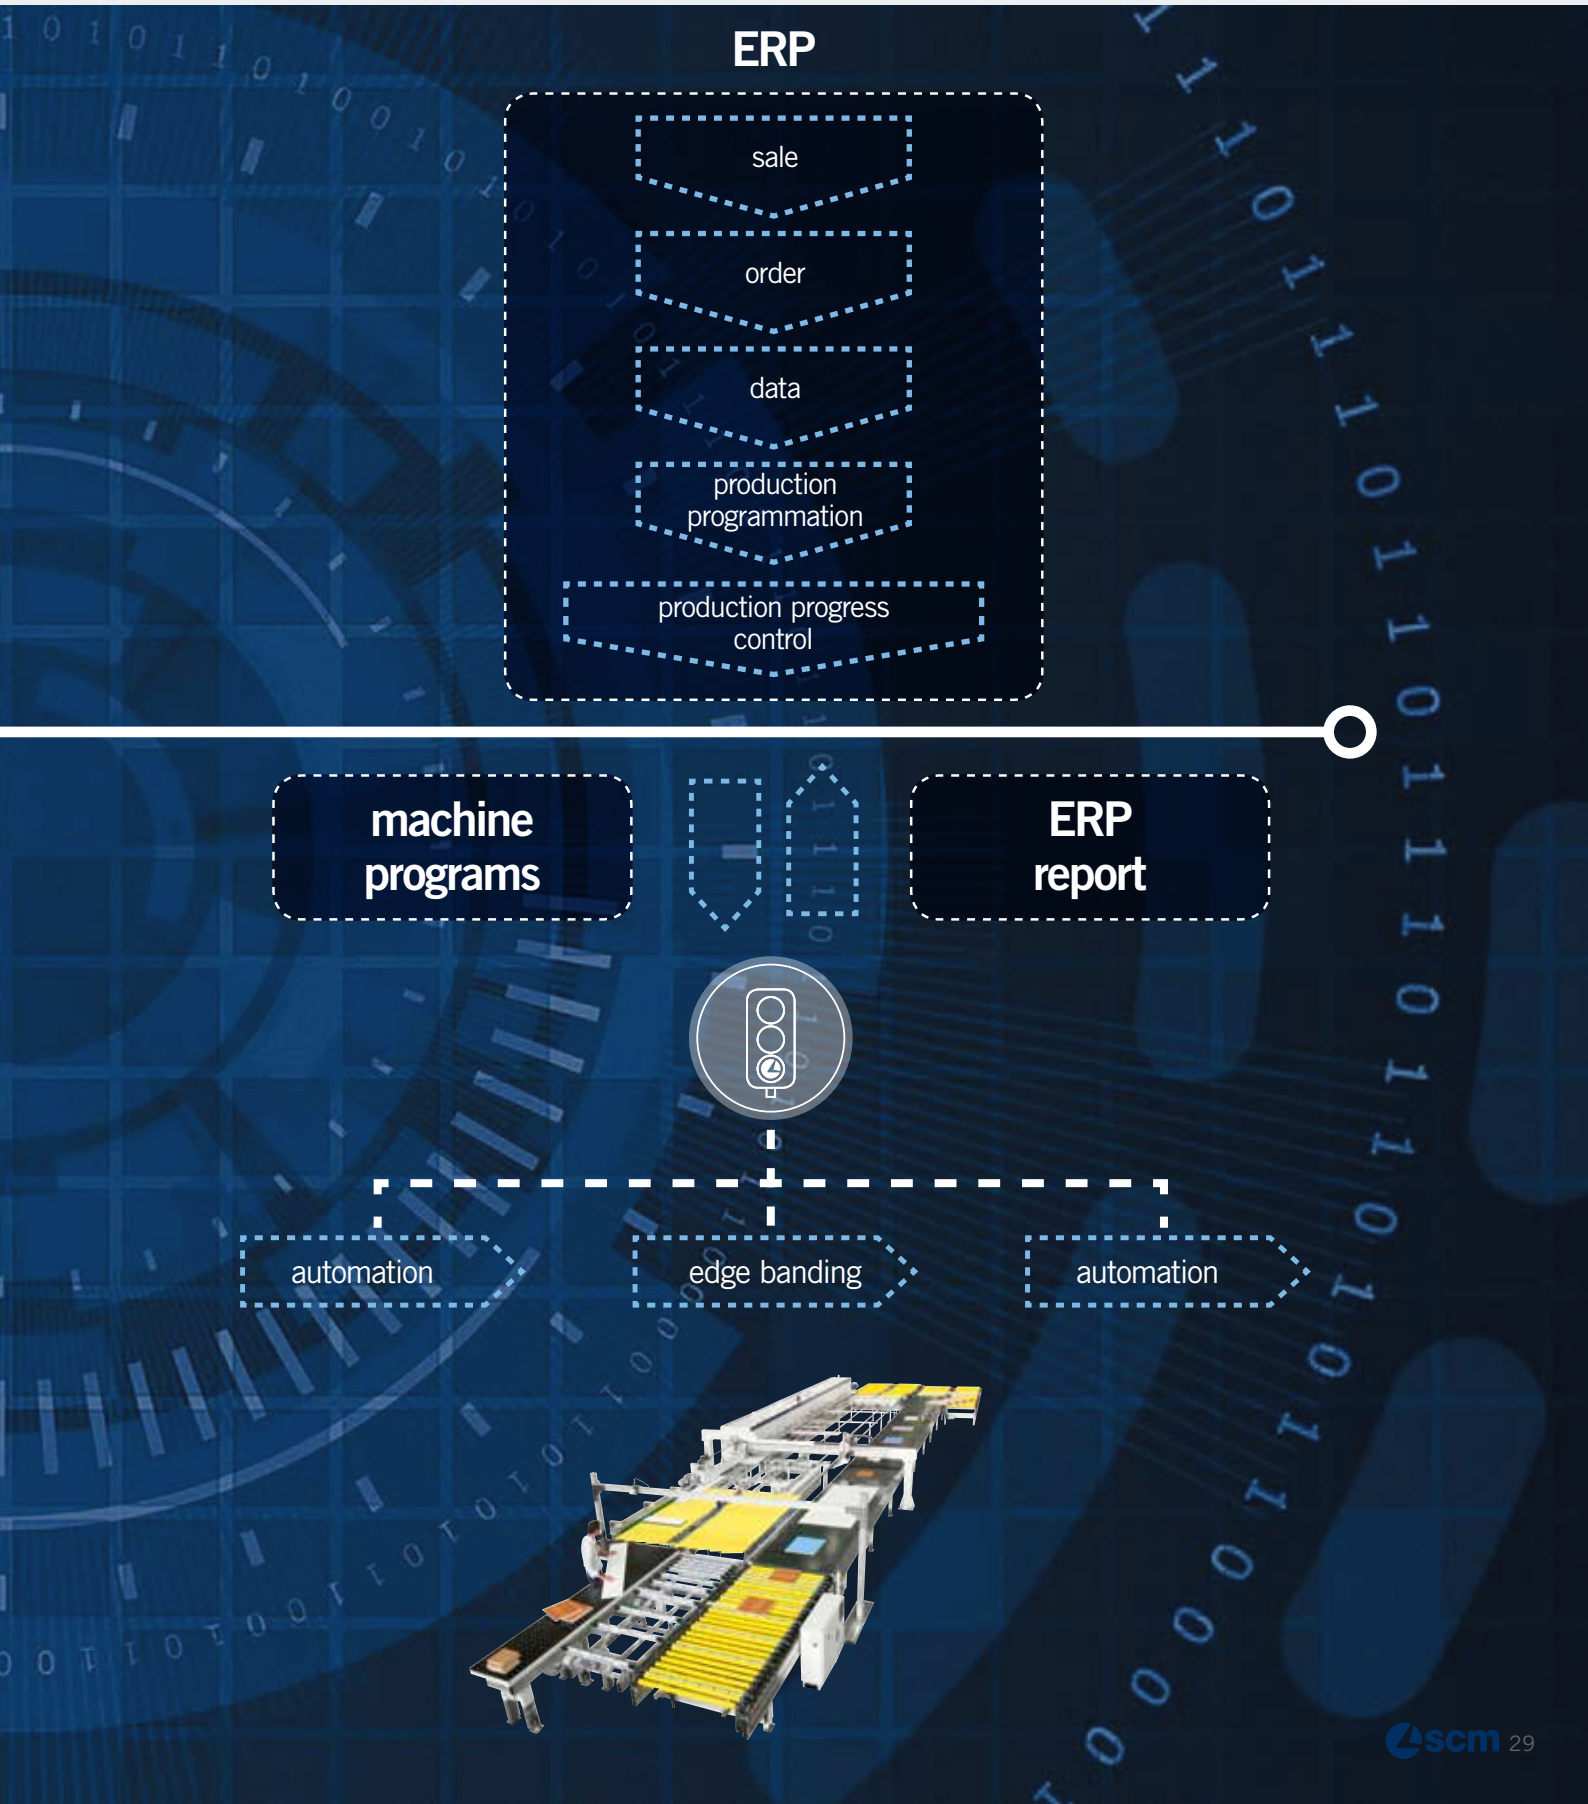 ERP
sale
order
data
production
programmation
production progress
control
machine
programs
ERP
report
automation
edge banding
automation
scm 29